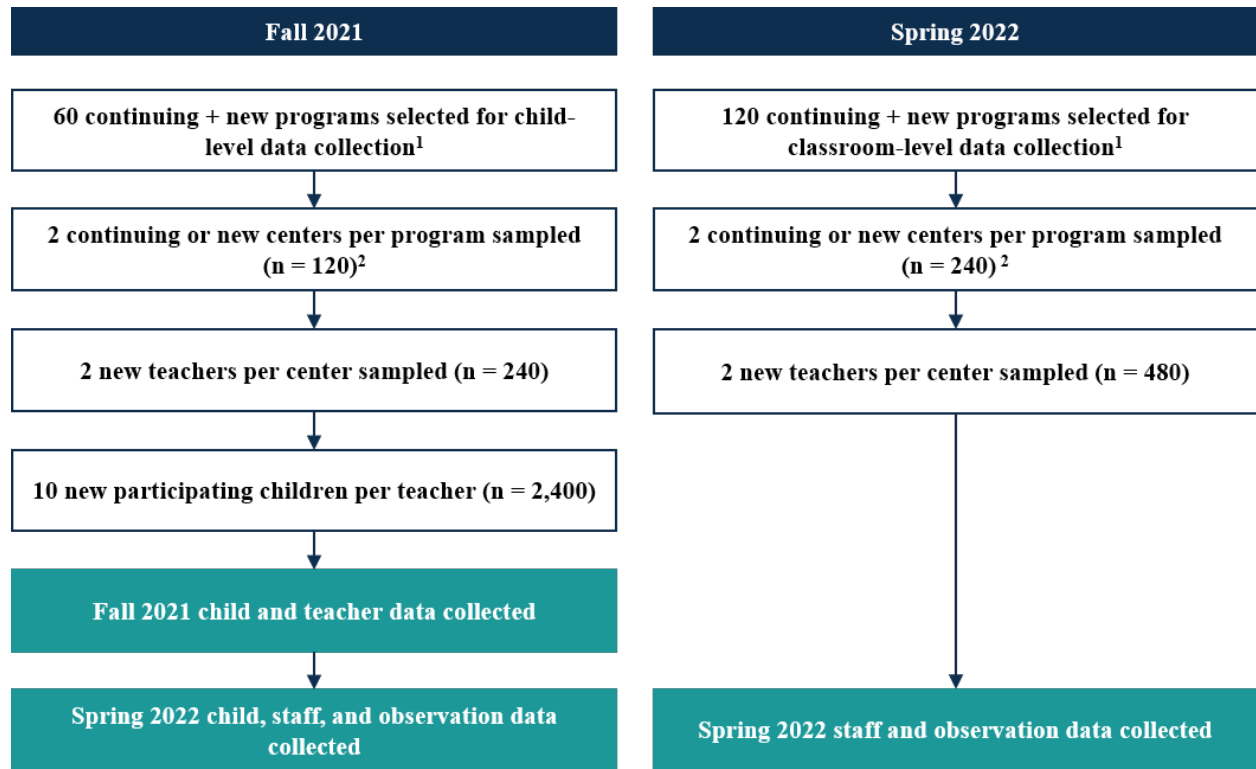 Fall 2021
60 continuing + new programs selected for child-
level data collection¹
2 continuing or new centers per program sampled
(n = 120)²
2 new teachers per center sampled (n = 240)
10 new participating children per teacher (n = 2,400)
Fall 2021 child and teacher data collected
Spring 2022 child, staff, and observation data
collected
Spring 2022
120 continuing + new programs selected for
classroom-level data collection¹
2 continuing or new centers per program sampled
(n = 240) ²
2 new teachers per center sampled (n = 480)
Spring 2022 staff and observation data collected